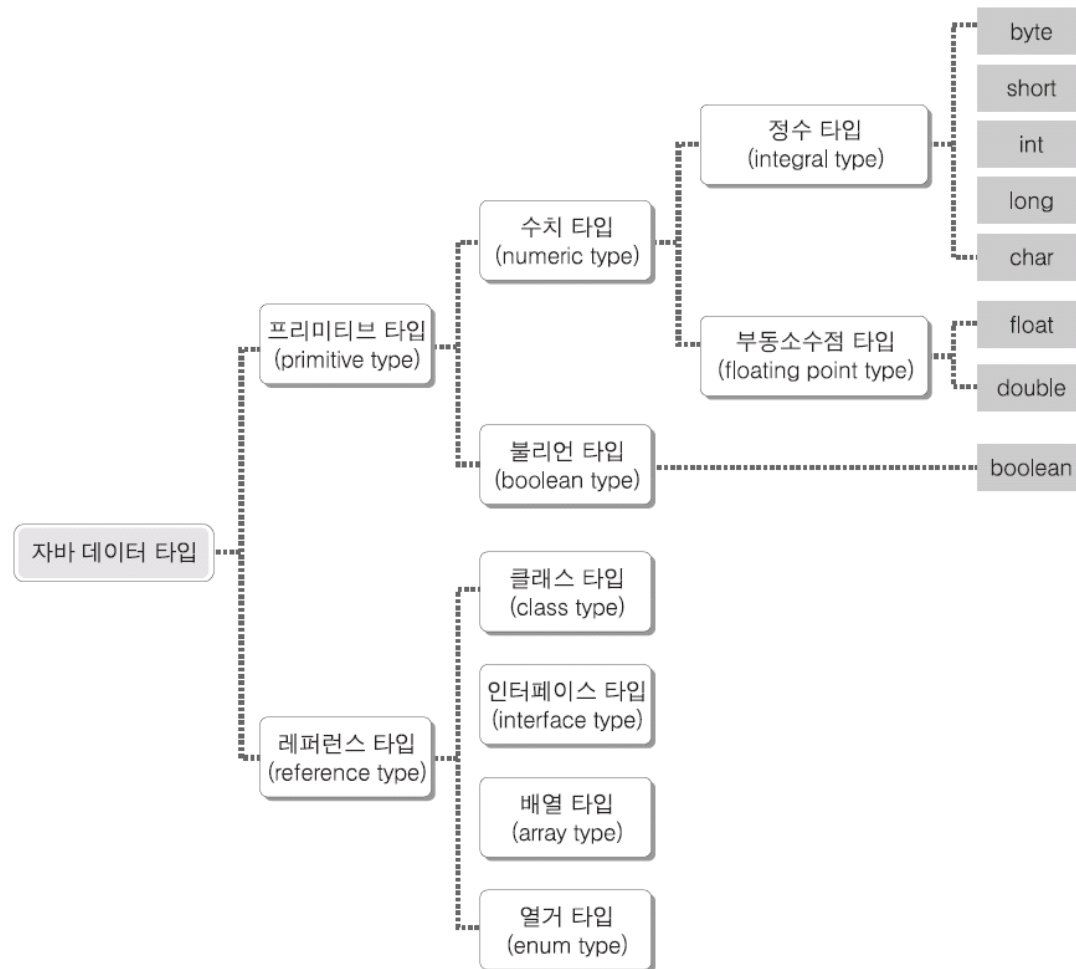 자바 데이터 타입
프리미티브 타입
(primitive type)
수치 타입
(numeric type)
정수 타입
(integral type)
byte
short
int
long
char
부동소수점 타입
(floating point type)
float
double
불리언 타입
(boolean type)
boolean
레퍼런스 타입
(reference type)
클래스 타입
(class type)
인터페이스 타입
(interface type)
배열 타입
(array type)
열거 타입
(enum type)